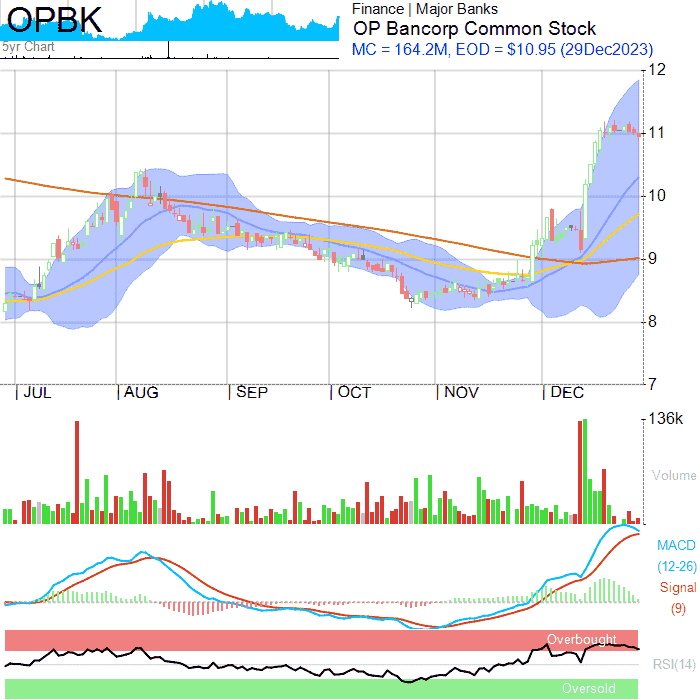 OPBK
5yr Chart
Finance | Major Banks
OP Bancorp Common Stock
MC = 164.2M, EOD = $10.95 (29Dec2023)
12
11
10
9
8
7
JUL
AUG
SEP
OCT
NOV
DEC
136k
Volume
MACD
(12-26)
Signal
(9)
Overbought
RSI(14)
Oversold